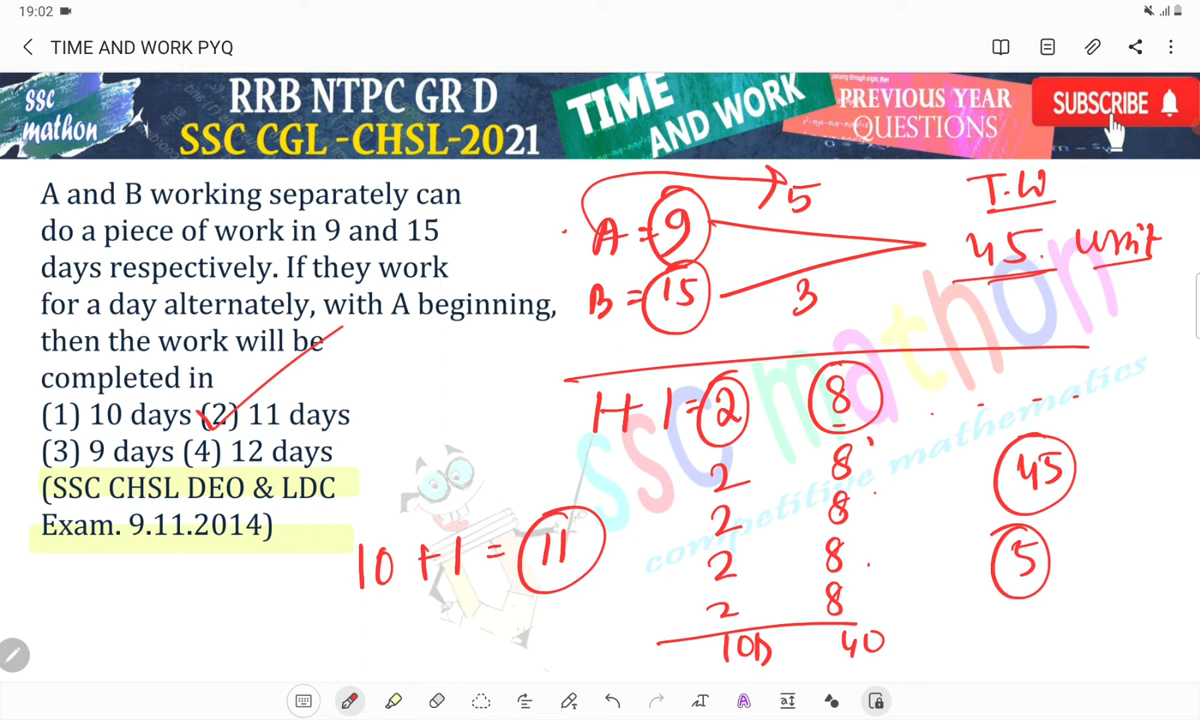 19:02
TIME AND WORK PYQ
SSC
mathon
RRB NTPC GR D
SSC CGL -CHSL-2021
TIME
AND WORK
PREVIOUS YEAR
QUESTIONS
SUBSCRIBE
A and B working separately can
do a piece of work in 9 and 15
days respectively. If they work
for a day alternately, with A beginning,
then the work will be
completed in
(1) 10 days (2) 11 days
(3) 9 days (4) 12 days
(SSC CHSL DEO & LDC
Exam. 9.11.2014)
A = 9
5
T.W
45. unit
B = 15
3
1+1=2 8
2 8
2 8
2 8
2 8
10D 40
45
5
10 + 1 = 11
ssc mathon
competitive mathematics